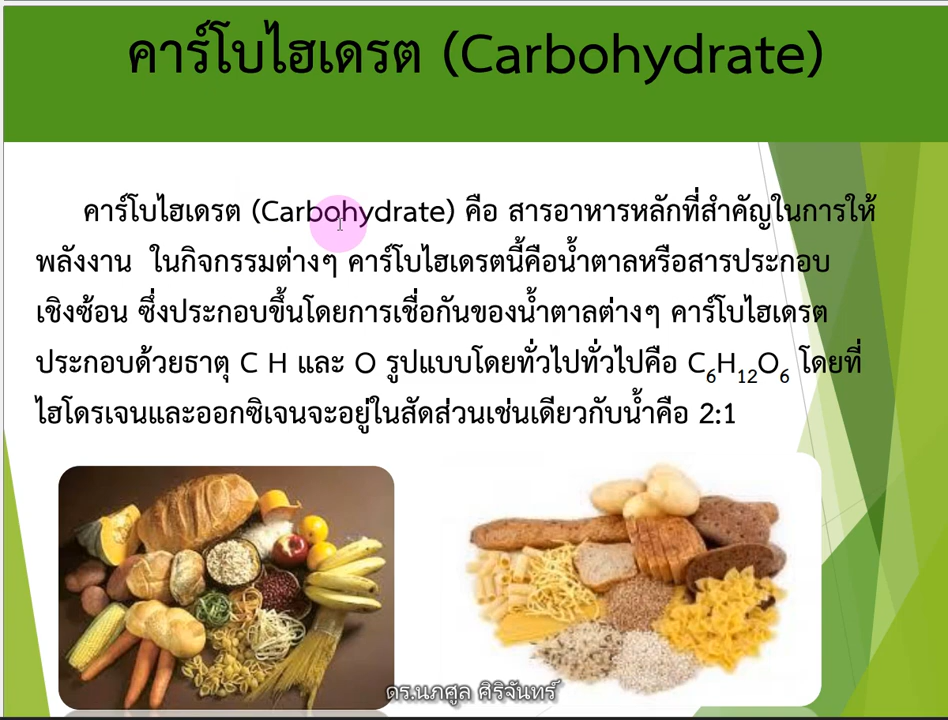 คาร์โบไฮเดรต (Carbohydrate)
คาร์โบไฮเดรต (Carbohydrate) คือ สารอาหารหลักที่สำคัญในการให้
พลังงาน ในกิจกรรมต่างๆ คาร์โบไฮเดรตนี้คือน้ำตาลหรือสารประกอบ
เชิงซ้อน ซึ่งประกอบขึ้นโดยการเชื่อกันของน้ำตาลต่างๆ คาร์โบไฮเดรต
ประกอบด้วยธาตุ C H และ O รูปแบบโดยทั่วไปทั่วไปคือ C₆H₁₂O₆ โดยที่
ไฮโดรเจนและออกซิเจนจะอยู่ในสัดส่วนเช่นเดียวกับน้ำคือ 2:1
ดร.นภศูล ศิริจันทร์